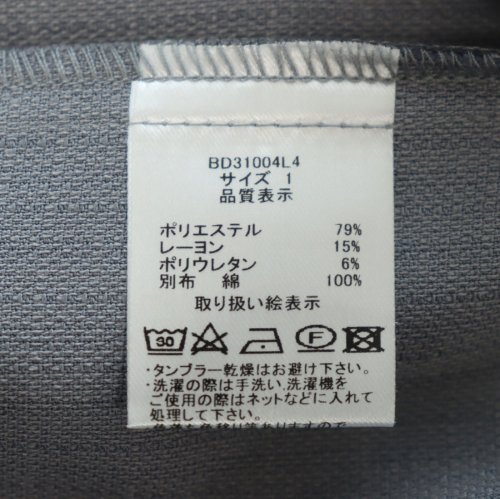 BD31004L4
サイズ 1
品質表示
ポリエステル 79%
レーヨン 15%
ポリウレタン 6%
別布 綿 100%
取り扱い絵表示
30 F W
・タンブラー乾燥はお避け下さい。
・洗濯の際は手洗い,洗濯機を
ご使用の際はネットなどに入れて
処理して下さい。